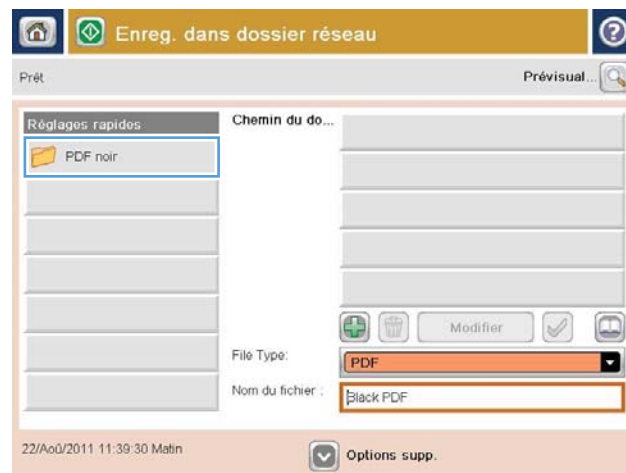 Enreg. dans dossier réseau
Prêt
Prévisual...
Réglages rapides
PDF noir
Chemin du do...
Modifier
File Type:
PDF
Nom du fichier :
Black PDF
22/Aoû/2011 11:39:30 Matin
Options supp.